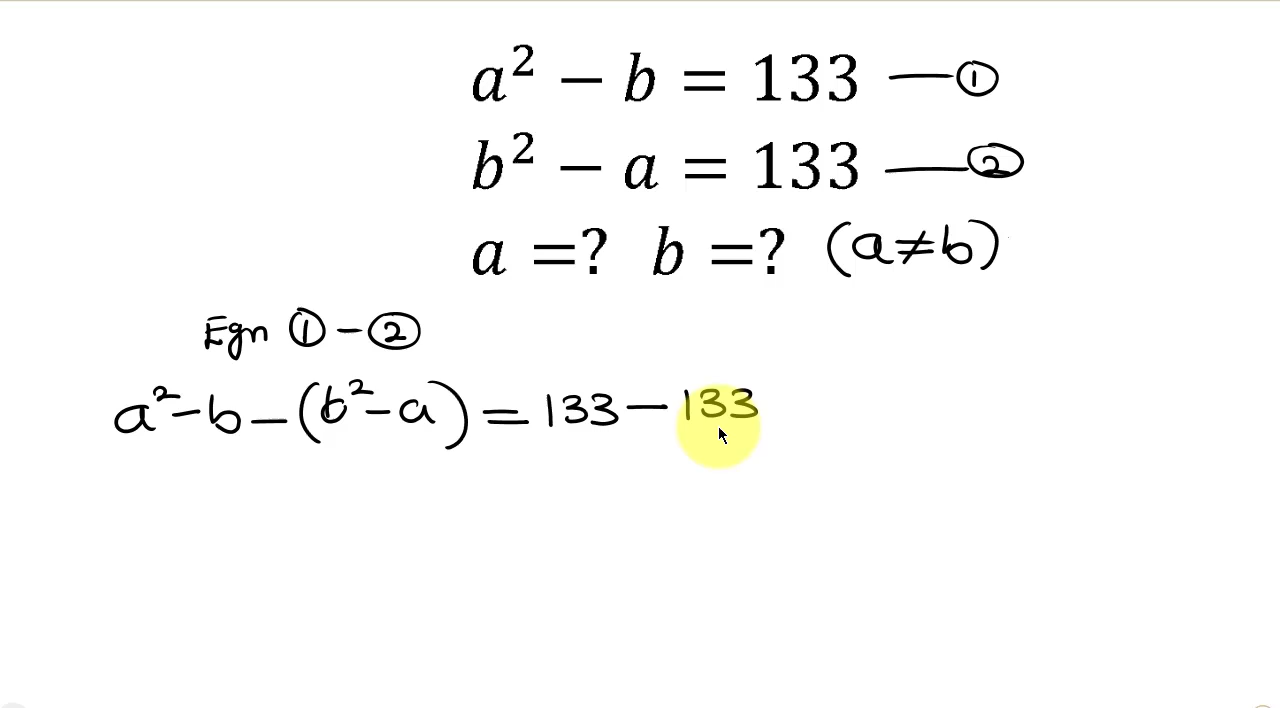 a² − b = 133 —①
b² − a = 133 —②
a =? b =? (a≠b)
Eqn ① − ②
a² − b − (b² − a) = 133 − 133